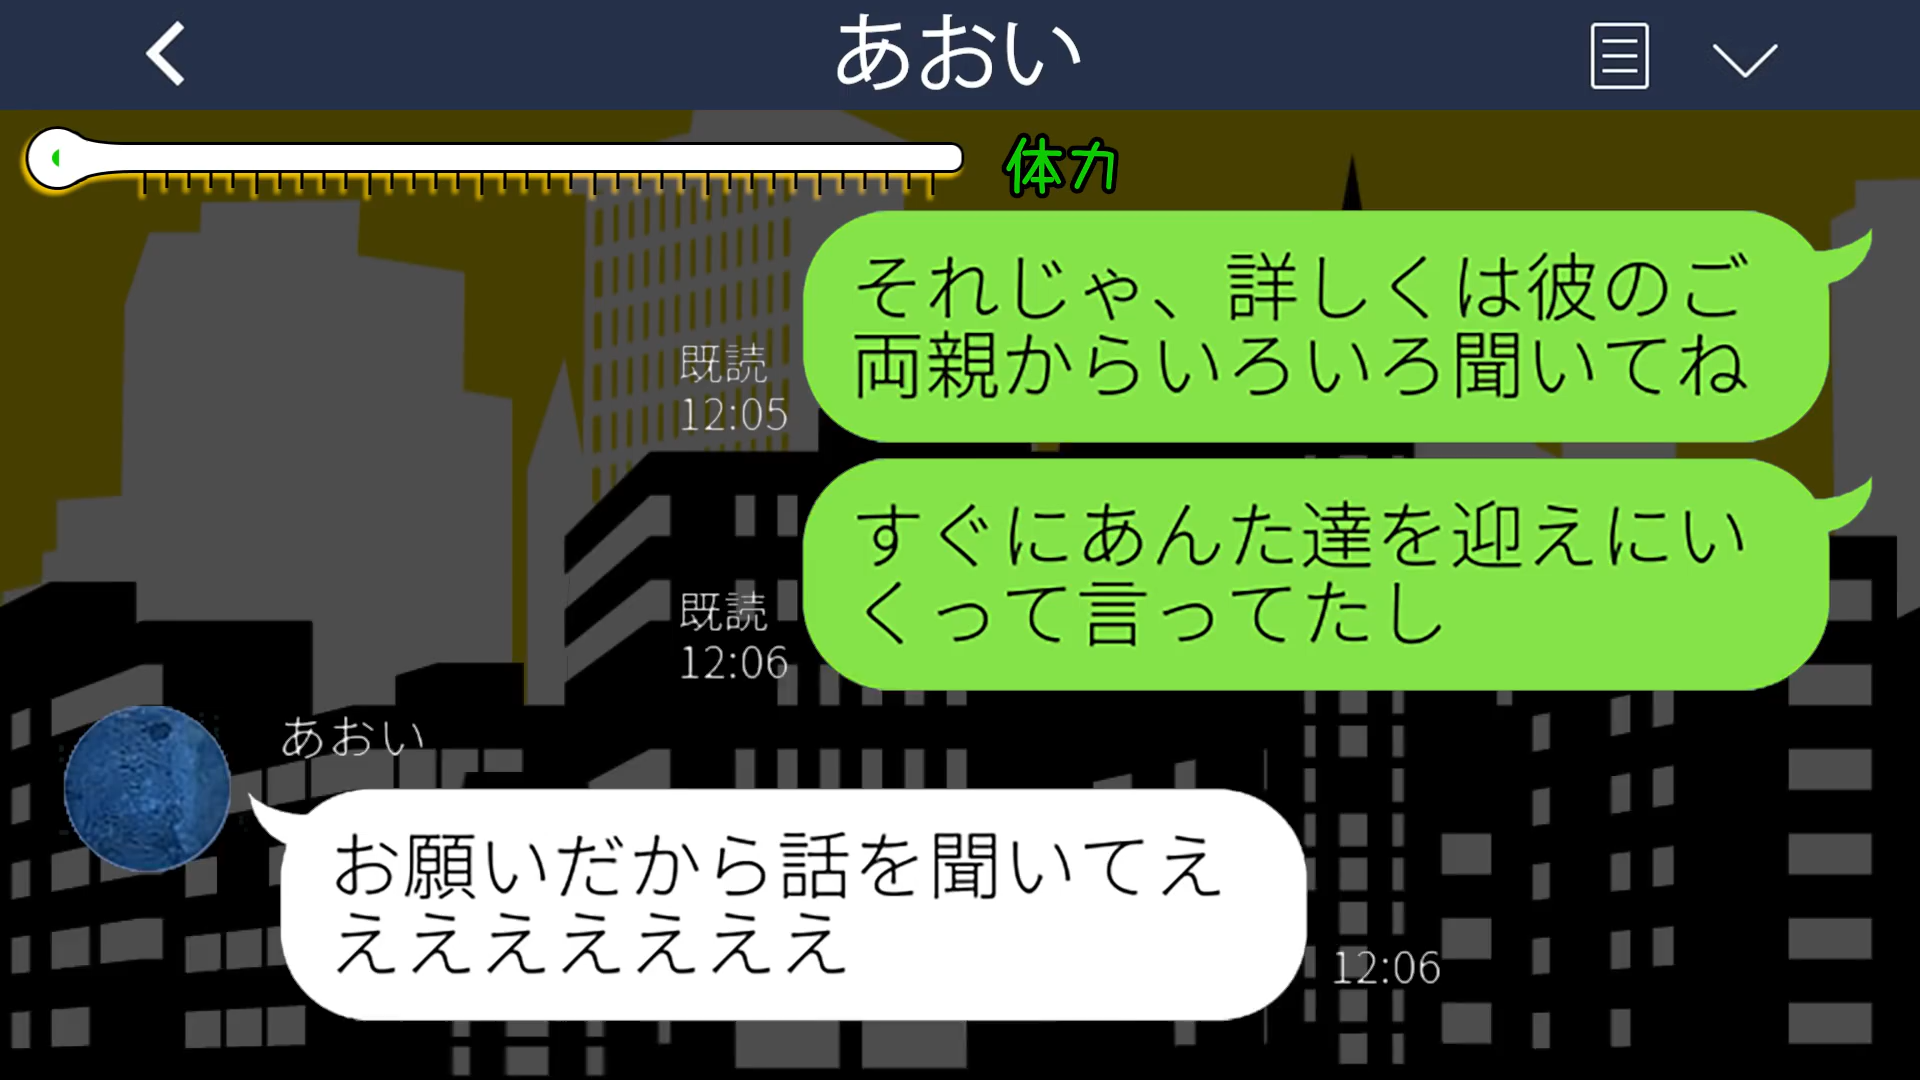 あおい
体力
それじゃ、詳しくは彼のご
両親からいろいろ聞いてね
既読
12:05
すぐにあんた達を迎えにい
くって言ってたし
既読
12:06
あおい
お願いだから話を聞いてえ
えええええええ
12:06